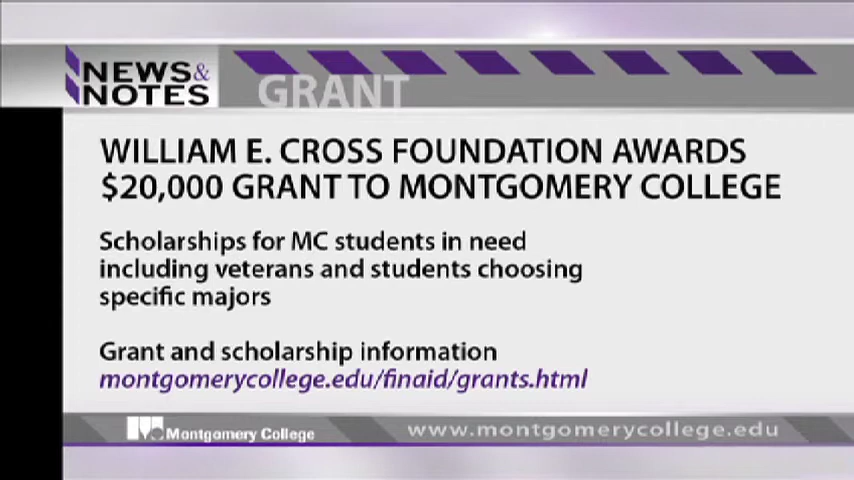 NEWS&
NOTES
GRANT
WILLIAM E. CROSS FOUNDATION AWARDS
$20,000 GRANT TO MONTGOMERY COLLEGE
Scholarships for MC students in need
including veterans and students choosing
specific majors
Grant and scholarship information
montgomerycollege.edu/finaid/grants.html
Montgomery College
www.montgomerycollege.edu